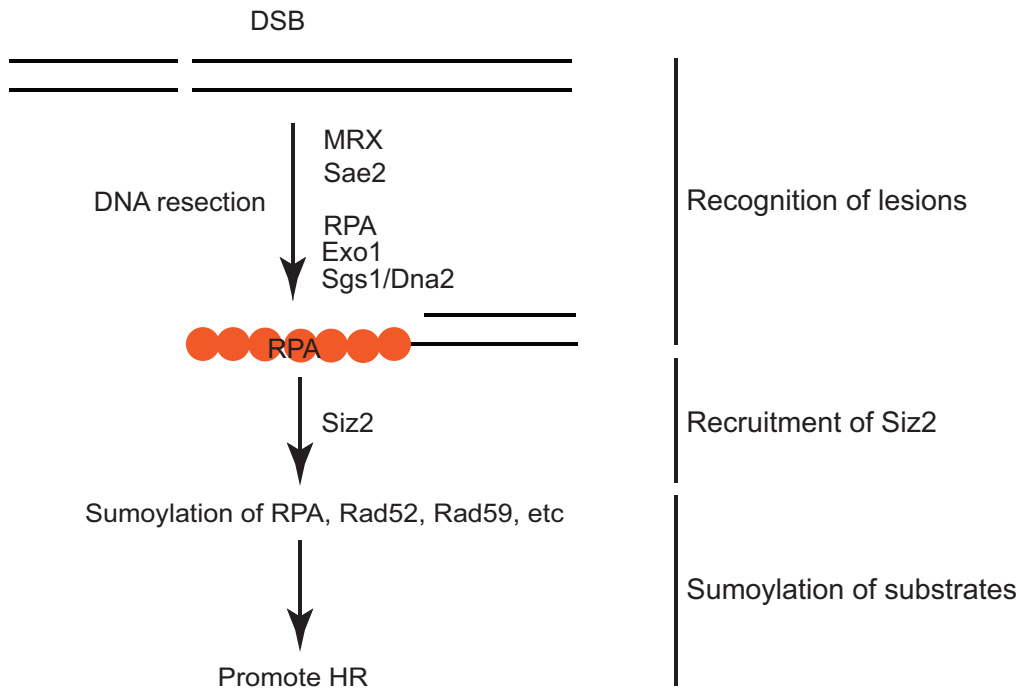 DSB
MRX
Sae2
DNA resection
RPA
Exo1
Sgs1/Dna2
Recognition of lesions
RPA
Siz2
Recruitment of Siz2
Sumoylation of RPA, Rad52, Rad59, etc
Sumoylation of substrates
Promote HR